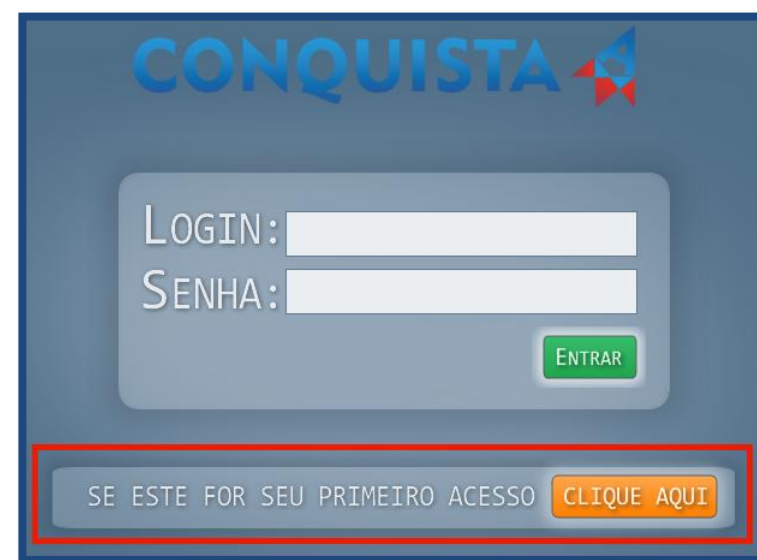 CONQUISTA
LOGIN:
SENHA:
ENTRAR
SE ESTE FOR SEU PRIMEIRO ACESSO CLIQUE AQUI